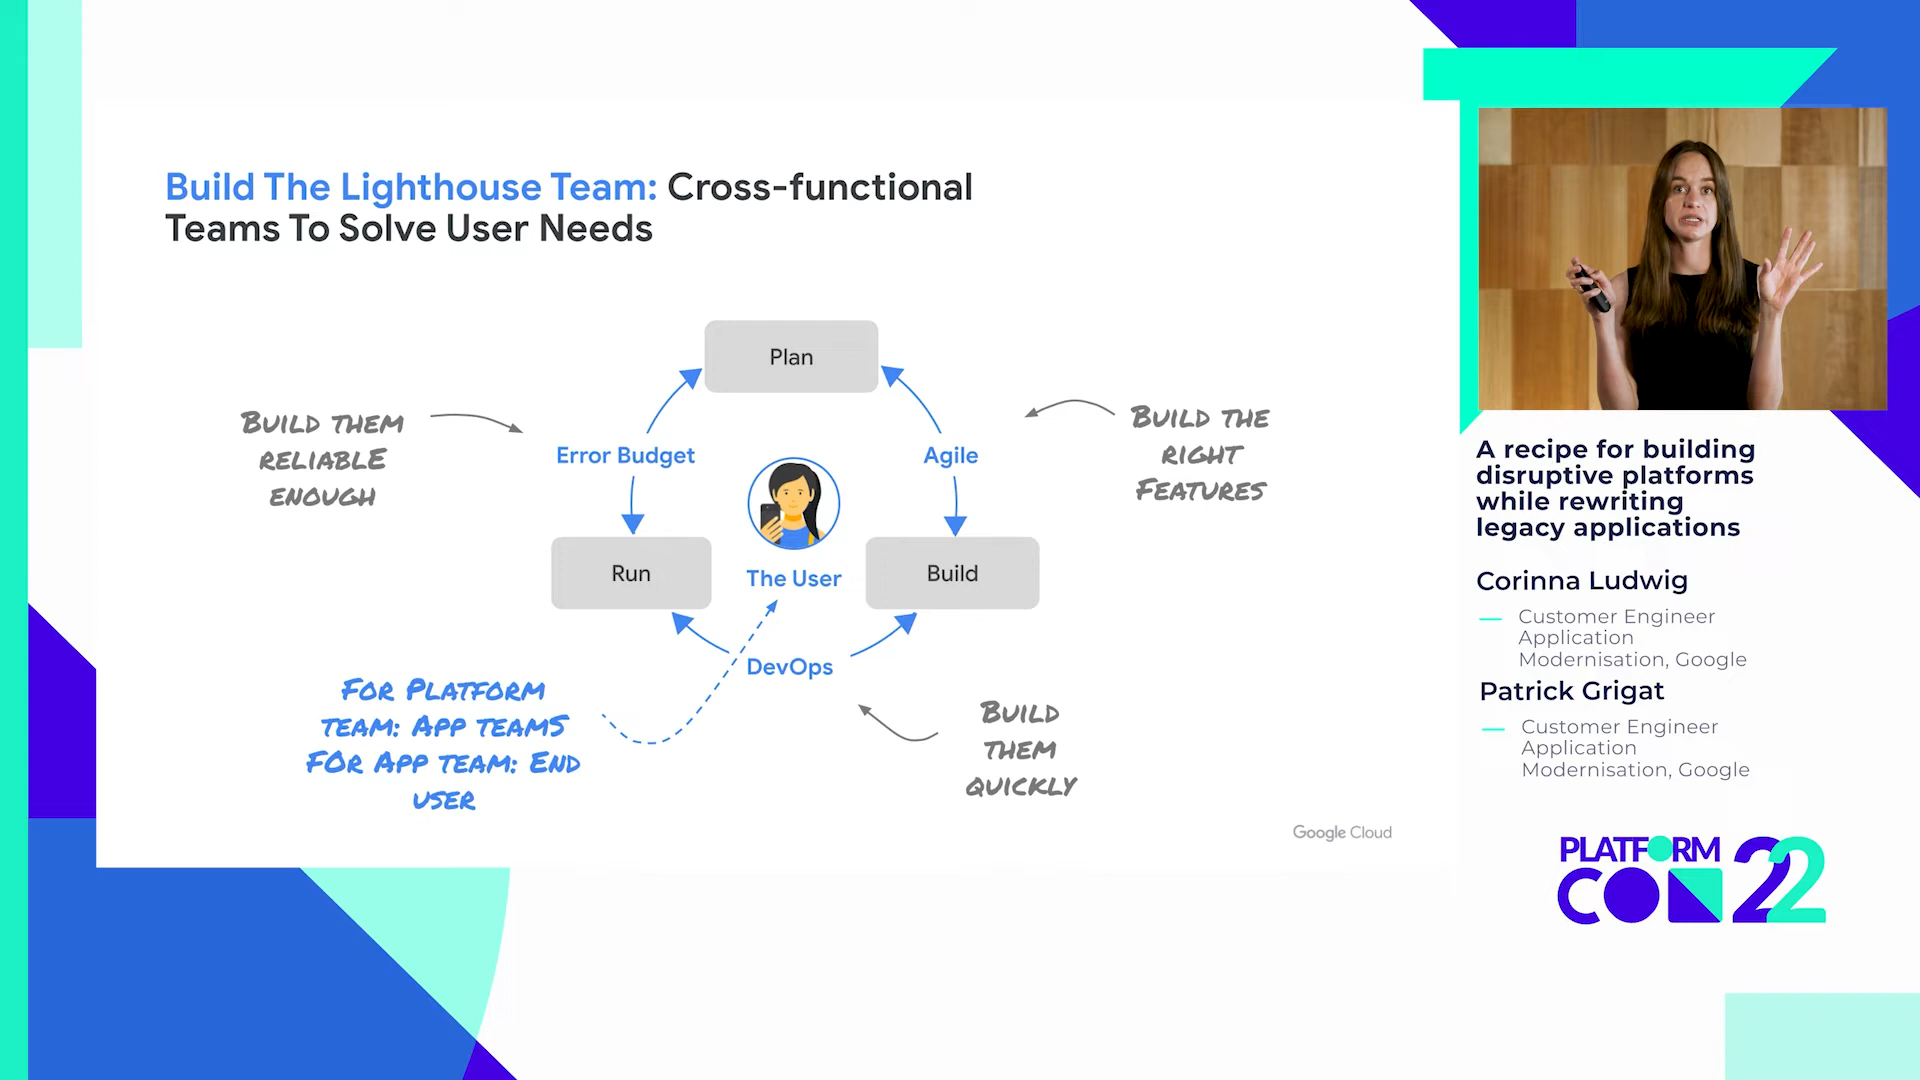 Build The Lighthouse Team: Cross-functional
Teams To Solve User Needs
Plan
BUILD THEM
RELIABLE
ENOUGH
Error Budget
Agile
BUILD THE
RIGHT
FEATURES
Run
The User
Build
DevOps
FOR PLATFORM
TEAM: APP TEAMS
FOR APP TEAM: END
USER
BUILD
THEM
QUICKLY
Google Cloud
A recipe for building
disruptive platforms
while rewriting
legacy applications
Corinna Ludwig
Customer Engineer
Application
Modernisation, Google
Patrick Grigat
Customer Engineer
Application
Modernisation, Google
PLATFORM
CON 22